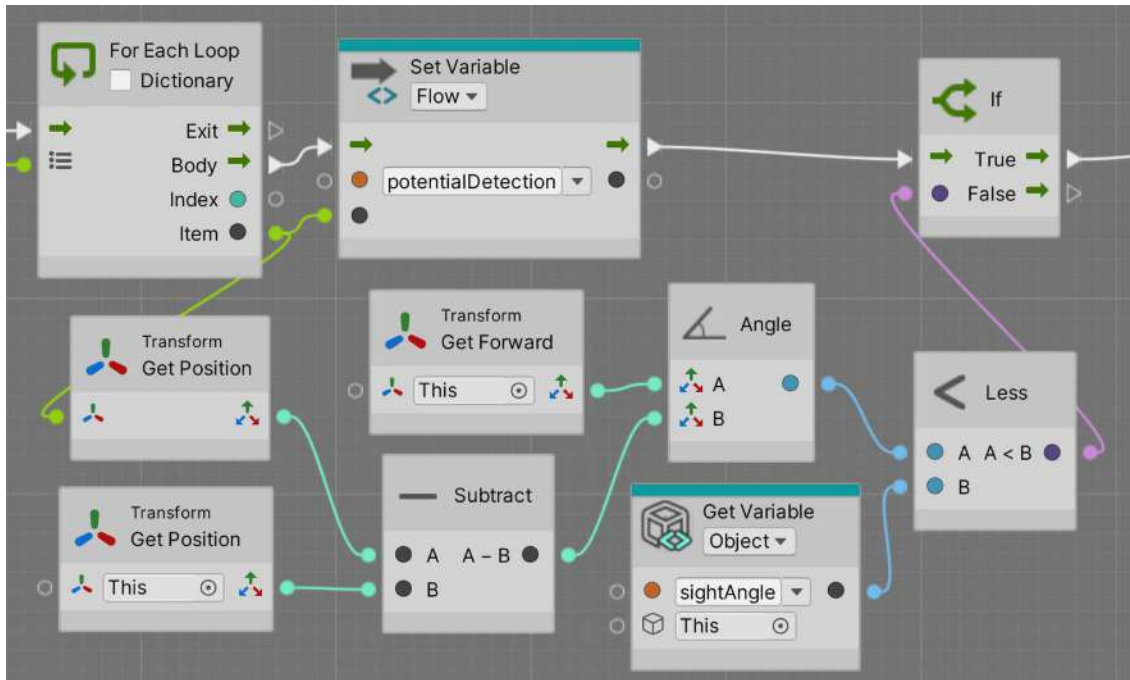 For Each Loop
Dictionary
Exit
Body
Index
Item
Set Variable
Flow
potentialDetection
If
True
False
Transform
Get Position
Transform
Get Forward
This
Angle
A
B
Less
A A < B
B
Transform
Get Position
This
Subtract
A A − B
B
Get Variable
Object
sightAngle
This